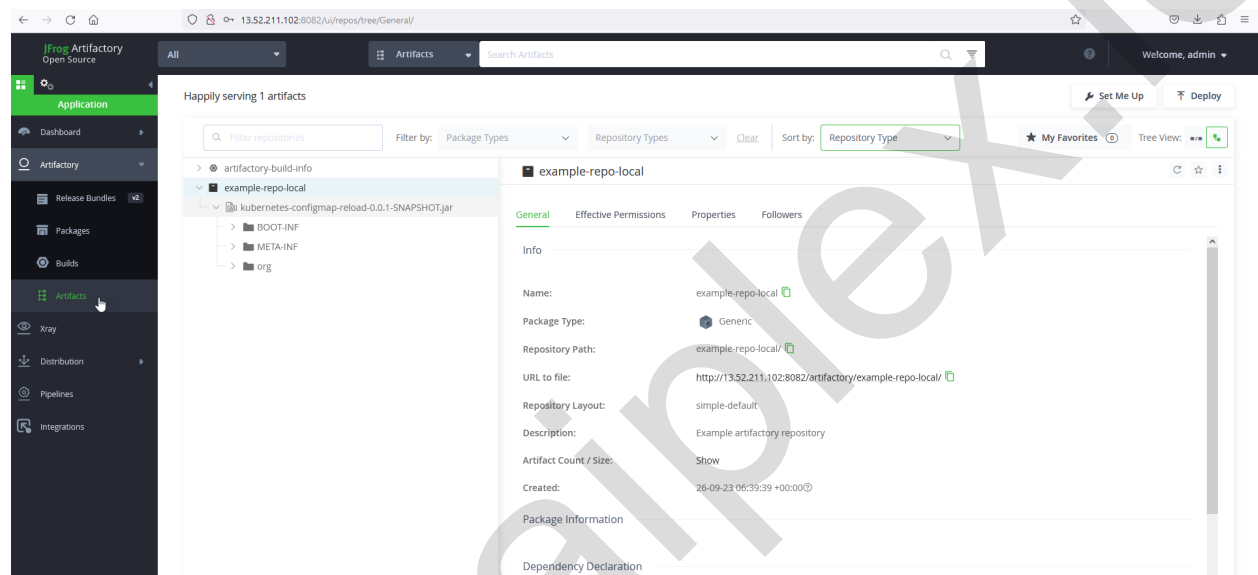 13.52.211.102:8082/ui/repos/tree/General/
JFrog Artifactory
Open Source
All
Artifacts
Search Artifacts
Welcome, admin
Application
Happily serving 1 artifacts
Set Me Up
Deploy
Dashboard
Filter repositories
Filter by:
Package Types
Repository Types
Clear
Sort by:
Repository Type
My Favorites
0
Tree View:
Artifactory
artifactory-build-info
example-repo-local
example-repo-local
kubernetes-configmap-reload-0.0.1-SNAPSHOT.jar
BOOT-INF
META-INF
org
Release Bundles v2
Packages
Builds
Artifacts
Xray
Distribution
Pipelines
Integrations
General
Effective Permissions
Properties
Followers
Info
Name: example-repo-local
Package Type: Generic
Repository Path: example-repo-local/
URL to file: http://13.52.211.102:8082/artifactory/example-repo-local/
Repository Layout: simple-default
Description: Example artifactory repository
Artifact Count / Size: Show
Created: 26-09-23 06:39:39 +00:00
Package Information
Dependency Declaration